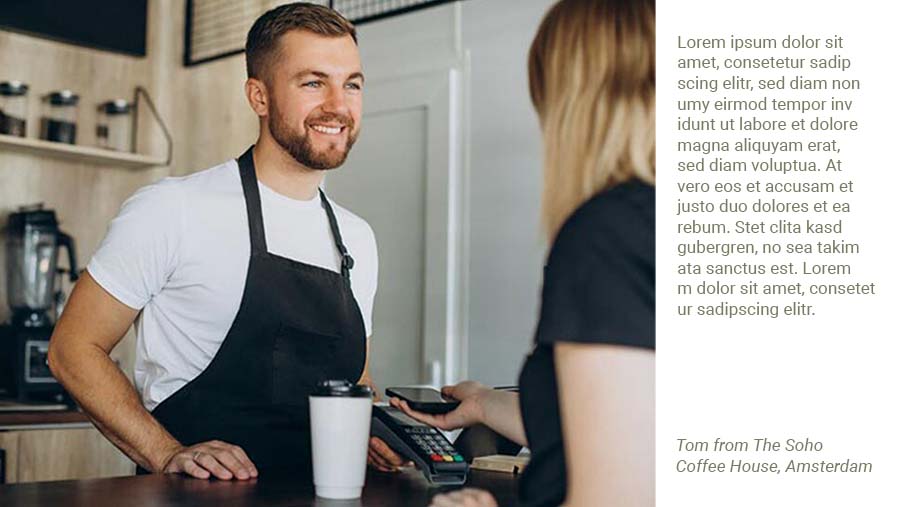 Lorem ipsum dolor sit
amet, consetetur sadip
scing elitr, sed diam non
umy eirmod tempor inv
idunt ut labore et dolore
magna aliquyam erat,
sed diam voluptua. At
vero eos et accusam et
justo duo dolores et ea
rebum. Stet clita kasd
gubergren, no sea takim
ata sanctus est. Lorem
m dolor sit amet, consetet
ur sadipscing elitr.
Tom from The Soho
Coffee House, Amsterdam